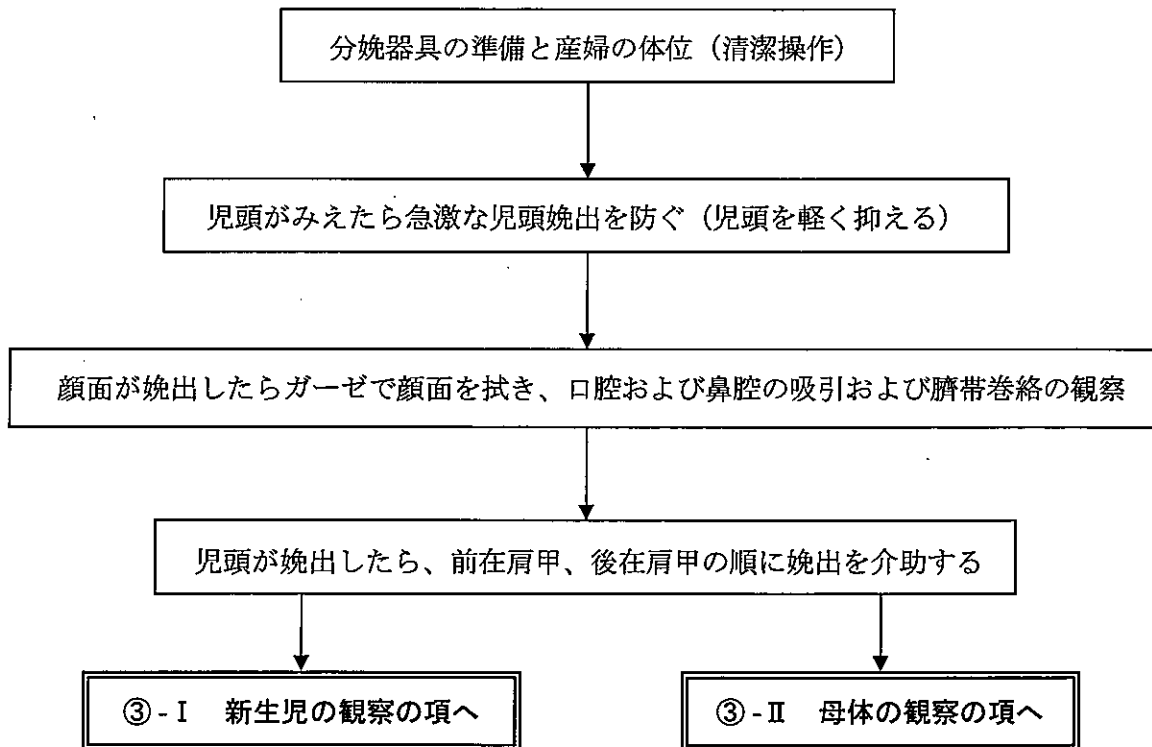 分娩器具の準備と産婦の体位（清潔操作）
児頭がみえたら急激な児頭娩出を防ぐ（児頭を軽く抑える）
顔面が娩出したらガーゼで顔面を拭き、口腔および鼻腔の吸引および臍帯巻絡の観察
児頭が娩出したら、前在肩甲、後在肩甲の順に娩出を介助する
③-Ⅰ　新生児の観察の項へ
③-Ⅱ　母体の観察の項へ